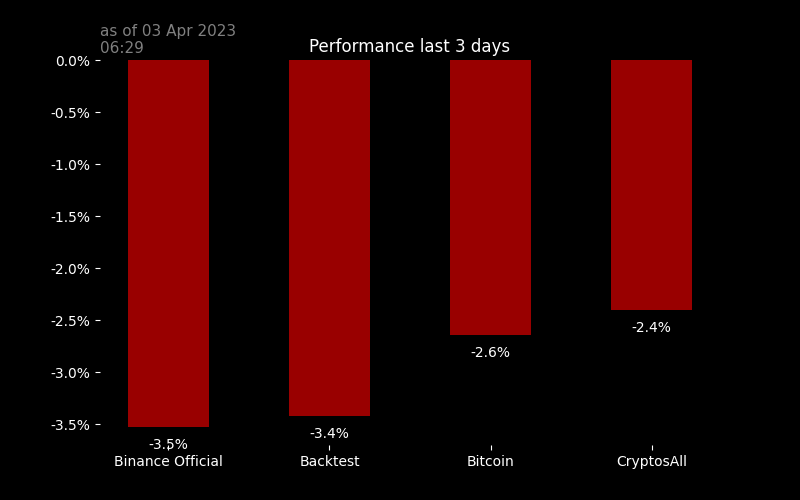 as of 03 Apr 2023
06:29
Performance last 3 days
0.0%
-0.5%
-1.0%
-1.5%
-2.0%
-2.5%
-3.0%
-3.5%
-3.5%
-3.4%
-2.6%
-2.4%
Binance Official
Backtest
Bitcoin
CryptosAll